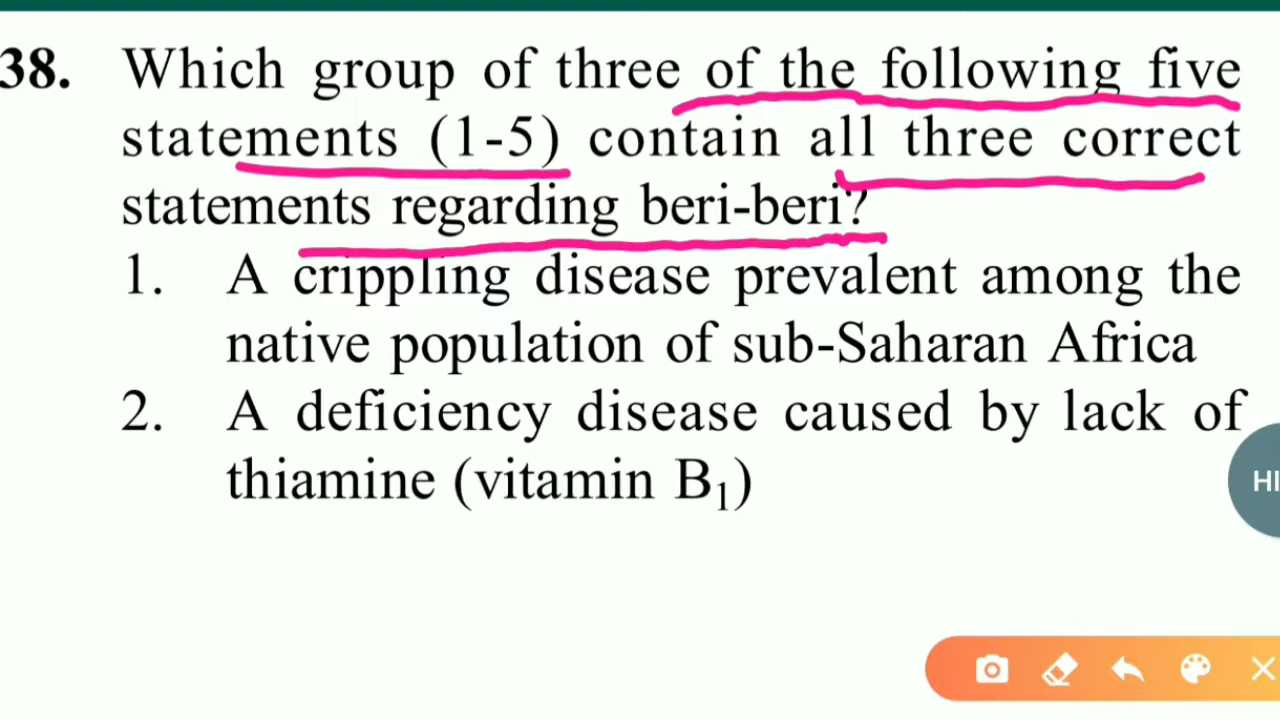 38. Which group of three of the following five
statements (1-5) contain all three correct
statements regarding beri-beri?
1. A crippling disease prevalent among the
native population of sub-Saharan Africa
2. A deficiency disease caused by lack of
thiamine (vitamin B₁)
HI